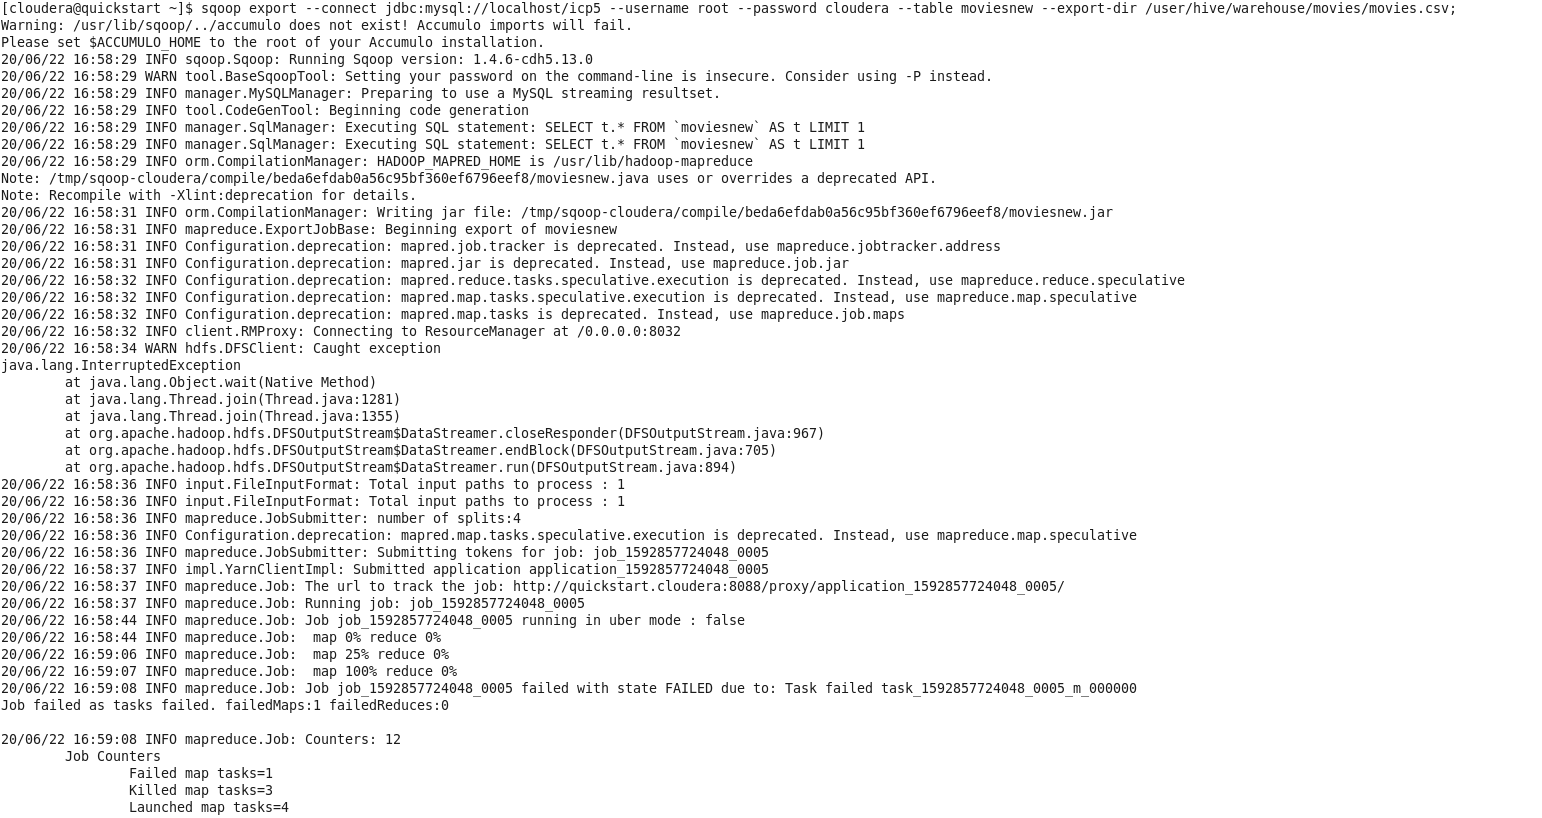 [cloudera@quickstart ~]$ sqoop export --connect jdbc:mysql://localhost/icp5 --username root --password cloudera --table moviesnew --export-dir /user/hive/warehouse/movies/movies.csv;
Warning: /usr/lib/sqoop/../accumulo does not exist! Accumulo imports will fail.
Please set $ACCUMULO_HOME to the root of your Accumulo installation.
20/06/22 16:58:29 INFO sqoop.Sqoop: Running Sqoop version: 1.4.6-cdh5.13.0
20/06/22 16:58:29 WARN tool.BaseSqoopTool: Setting your password on the command-line is insecure. Consider using -P instead.
20/06/22 16:58:29 INFO manager.MySQLManager: Preparing to use a MySQL streaming resultset.
20/06/22 16:58:29 INFO tool.CodeGenTool: Beginning code generation
20/06/22 16:58:29 INFO manager.SqlManager: Executing SQL statement: SELECT t.* FROM `moviesnew` AS t LIMIT 1
20/06/22 16:58:29 INFO manager.SqlManager: Executing SQL statement: SELECT t.* FROM `moviesnew` AS t LIMIT 1
20/06/22 16:58:29 INFO orm.CompilationManager: HADOOP_MAPRED_HOME is /usr/lib/hadoop-mapreduce
Note: /tmp/sqoop-cloudera/compile/beda6efdab0a56c95bf360ef6796eef8/moviesnew.java uses or overrides a deprecated API.
Note: Recompile with -Xlint:deprecation for details.
20/06/22 16:58:31 INFO orm.CompilationManager: Writing jar file: /tmp/sqoop-cloudera/compile/beda6efdab0a56c95bf360ef6796eef8/moviesnew.jar
20/06/22 16:58:31 INFO mapreduce.ExportJobBase: Beginning export of moviesnew
20/06/22 16:58:31 INFO Configuration.deprecation: mapred.job.tracker is deprecated. Instead, use mapreduce.jobtracker.address
20/06/22 16:58:31 INFO Configuration.deprecation: mapred.jar is deprecated. Instead, use mapreduce.job.jar
20/06/22 16:58:32 INFO Configuration.deprecation: mapred.reduce.tasks.speculative.execution is deprecated. Instead, use mapreduce.reduce.speculative
20/06/22 16:58:32 INFO Configuration.deprecation: mapred.map.tasks.speculative.execution is deprecated. Instead, use mapreduce.map.speculative
20/06/22 16:58:32 INFO Configuration.deprecation: mapred.map.tasks is deprecated. Instead, use mapreduce.job.maps
20/06/22 16:58:32 INFO client.RMProxy: Connecting to ResourceManager at /0.0.0.0:8032
20/06/22 16:58:34 WARN hdfs.DFSClient: Caught exception
java.lang.InterruptedException
at java.lang.Object.wait(Native Method)
at java.lang.Thread.join(Thread.java:1281)
at java.lang.Thread.join(Thread.java:1355)
at org.apache.hadoop.hdfs.DFSOutputStream$DataStreamer.closeResponder(DFSOutputStream.java:967)
at org.apache.hadoop.hdfs.DFSOutputStream$DataStreamer.endBlock(DFSOutputStream.java:705)
at org.apache.hadoop.hdfs.DFSOutputStream$DataStreamer.run(DFSOutputStream.java:894)
20/06/22 16:58:36 INFO input.FileInputFormat: Total input paths to process : 1
20/06/22 16:58:36 INFO input.FileInputFormat: Total input paths to process : 1
20/06/22 16:58:36 INFO mapreduce.JobSubmitter: number of splits:4
20/06/22 16:58:36 INFO Configuration.deprecation: mapred.map.tasks.speculative.execution is deprecated. Instead, use mapreduce.map.speculative
20/06/22 16:58:36 INFO mapreduce.JobSubmitter: Submitting tokens for job: job_1592857724048_0005
20/06/22 16:58:37 INFO impl.YarnClientImpl: Submitted application application_1592857724048_0005
20/06/22 16:58:37 INFO mapreduce.Job: The url to track the job: http://quickstart.cloudera:8088/proxy/application_1592857724048_0005/
20/06/22 16:58:37 INFO mapreduce.Job: Running job: job_1592857724048_0005
20/06/22 16:58:44 INFO mapreduce.Job: Job job_1592857724048_0005 running in uber mode : false
20/06/22 16:58:44 INFO mapreduce.Job:  map 0% reduce 0%
20/06/22 16:59:06 INFO mapreduce.Job:  map 25% reduce 0%
20/06/22 16:59:07 INFO mapreduce.Job:  map 100% reduce 0%
20/06/22 16:59:08 INFO mapreduce.Job: Job job_1592857724048_0005 failed with state FAILED due to: Task failed task_1592857724048_0005_m_000000
Job failed as tasks failed. failedMaps:1 failedReduces:0
20/06/22 16:59:08 INFO mapreduce.Job: Counters: 12
Job Counters
Failed map tasks=1
Killed map tasks=3
Launched map tasks=4